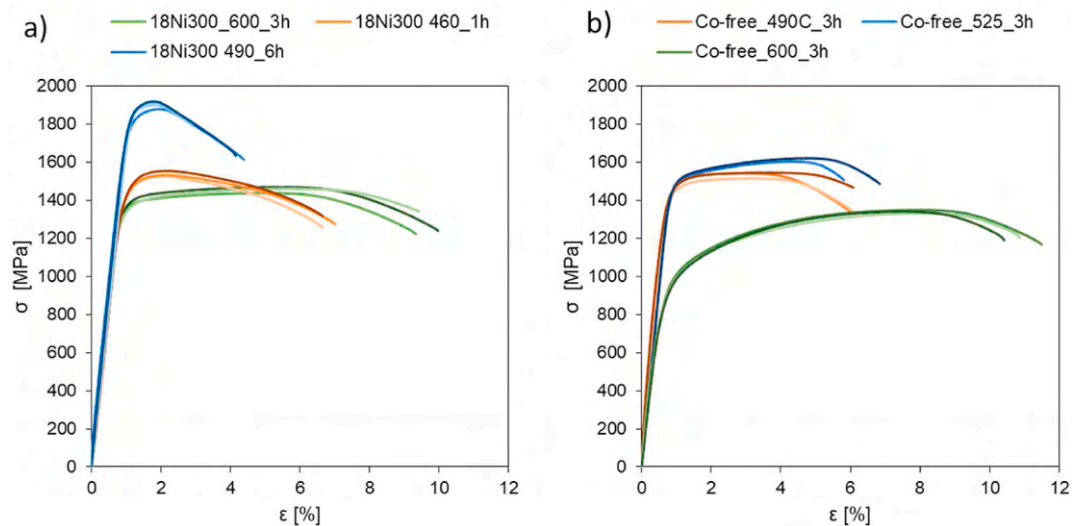 a)
18Ni300_600_3h
18Ni300 460_1h
18Ni300 490_6h
2000
1800
1600
1400
1200
1000
800
600
400
200
0
σ [MPa]
0 2 4 6 8 10 12
ε [%]
b)
Co-free_490C_3h
Co-free_525_3h
Co-free_600_3h
2000
1800
1600
1400
1200
1000
800
600
400
200
0
σ [MPa]
0 2 4 6 8 10 12
ε [%]